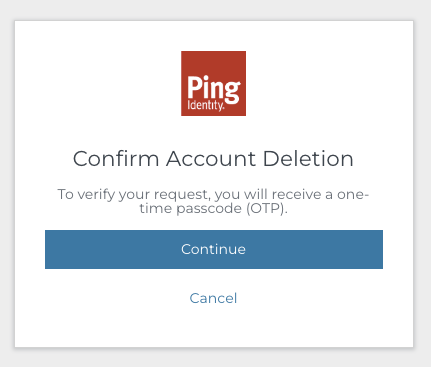 Ping
Identity.
Confirm Account Deletion
To verify your request, you will receive a one-
time passcode (OTP).
Continue
Cancel